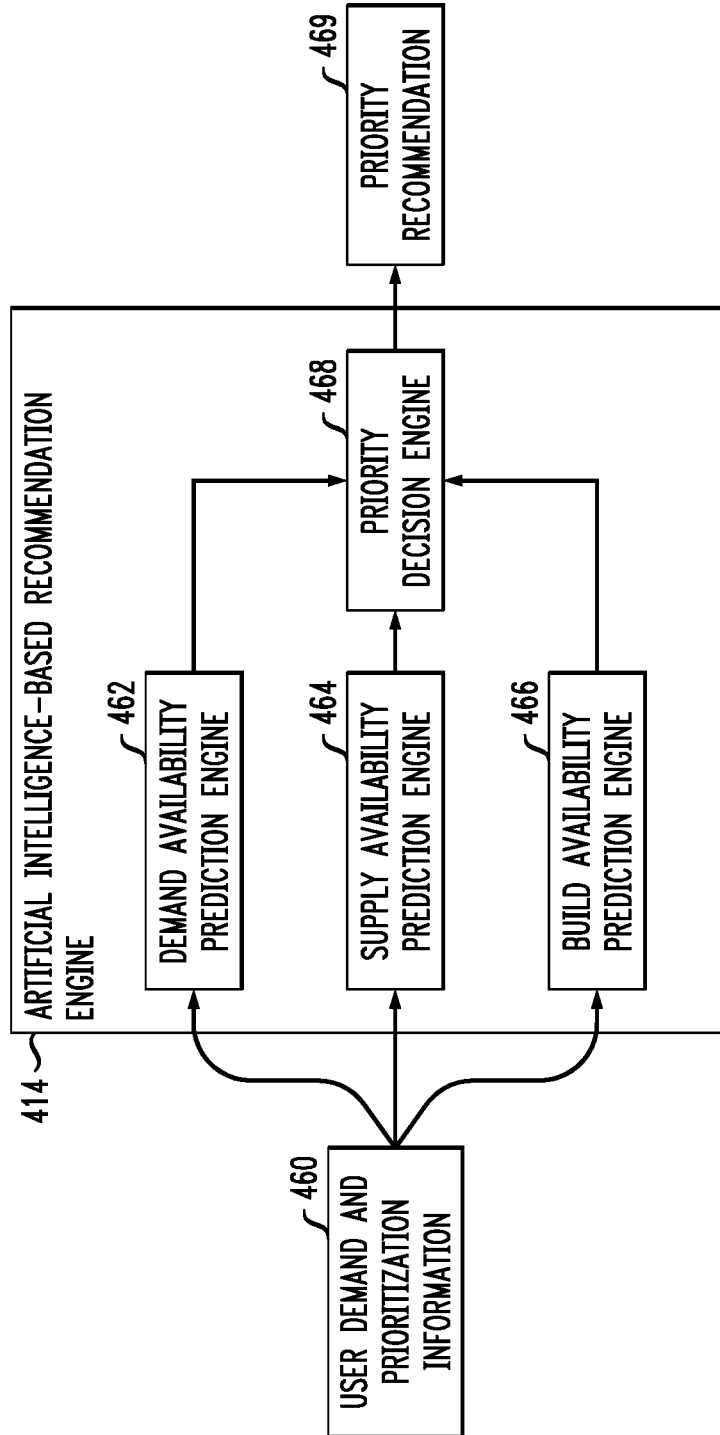 414
ARTIFICIAL INTELLIGENCE-BASED RECOMMENDATION
ENGINE
460
USER DEMAND AND
PRIORITIZATION
INFORMATION
462
DEMAND AVAILABILITY
PREDICTION ENGINE
464
SUPPLY AVAILABILITY
PREDICTION ENGINE
466
BUILD AVAILABILITY
PREDICTION ENGINE
468
PRIORITY
DECISION ENGINE
469
PRIORITY
RECOMMENDATION